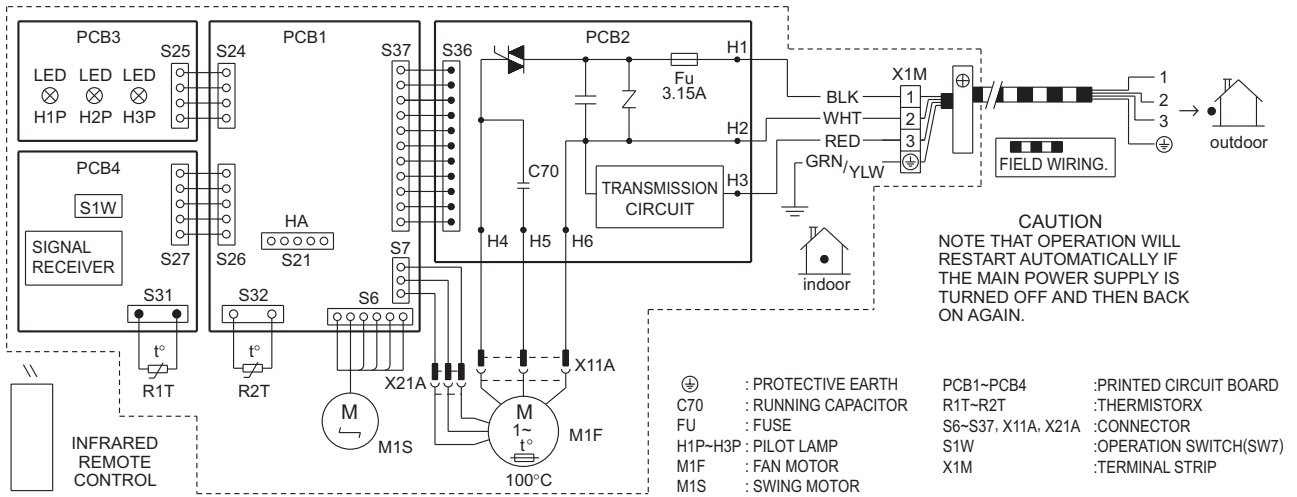 PCB3
LED LED LED
H1P H2P H3P
S25
S24
PCB1
S37
S36
PCB2
H1
Fu
3.15A
H2
H3
C70
TRANSMISSION
CIRCUIT
H4
H5
H6
PCB4
S1W
SIGNAL
RECEIVER
S27
S26
HA
S21
S7
S6
S31
t°
R1T
S32
t°
R2T
X21A
X11A
M
M1S
M
1~
t°
M1F
100°C
INFRARED
REMOTE
CONTROL
X1M
BLK
WHT
RED
GRN/YLW
1
2
3
1
2
3
outdoor
FIELD WIRING.
indoor
CAUTION
NOTE THAT OPERATION WILL
RESTART AUTOMATICALLY IF
THE MAIN POWER SUPPLY IS
TURNED OFF AND THEN BACK
ON AGAIN.
: PROTECTIVE EARTH
C70 : RUNNING CAPACITOR
FU : FUSE
H1P~H3P : PILOT LAMP
M1F : FAN MOTOR
M1S : SWING MOTOR
PCB1~PCB4 :PRINTED CIRCUIT BOARD
R1T~R2T :THERMISTORX
S6~S37, X11A, X21A :CONNECTOR
S1W :OPERATION SWITCH(SW7)
X1M :TERMINAL STRIP